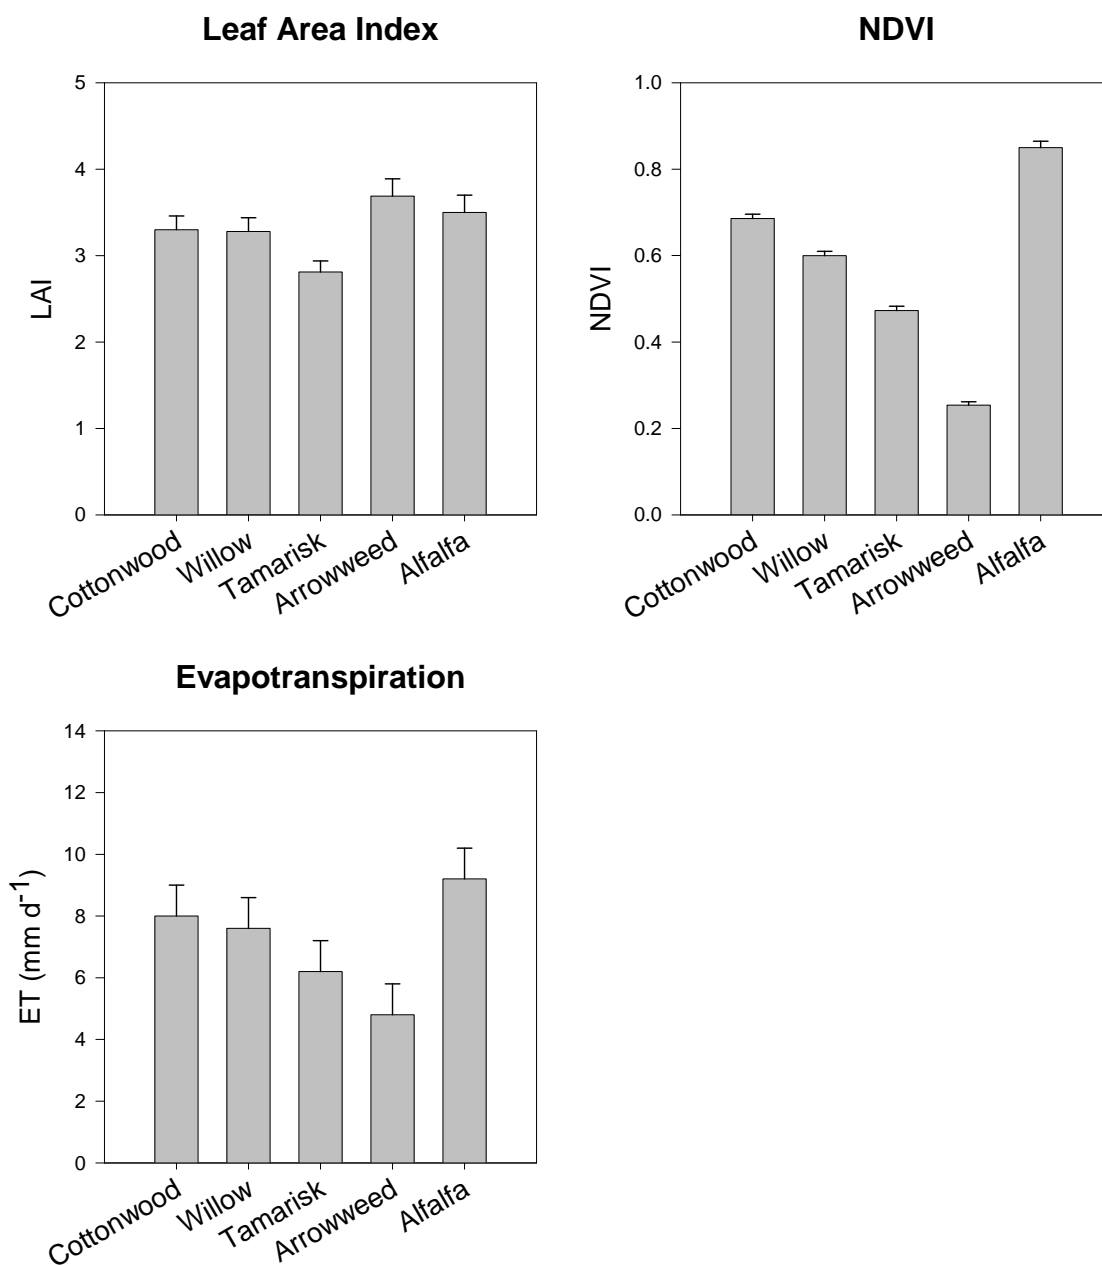 Leaf Area Index
LAI
5
4
3
2
1
0
Cottonwood
Willow
Tamarisk
Arrowweed
Alfalfa
NDVI
NDVI
1.0
0.8
0.6
0.4
0.2
0.0
Cottonwood
Willow
Tamarisk
Arrowweed
Alfalfa
Evapotranspiration
ET (mm d⁻¹)
14
12
10
8
6
4
2
0
Cottonwood
Willow
Tamarisk
Arrowweed
Alfalfa